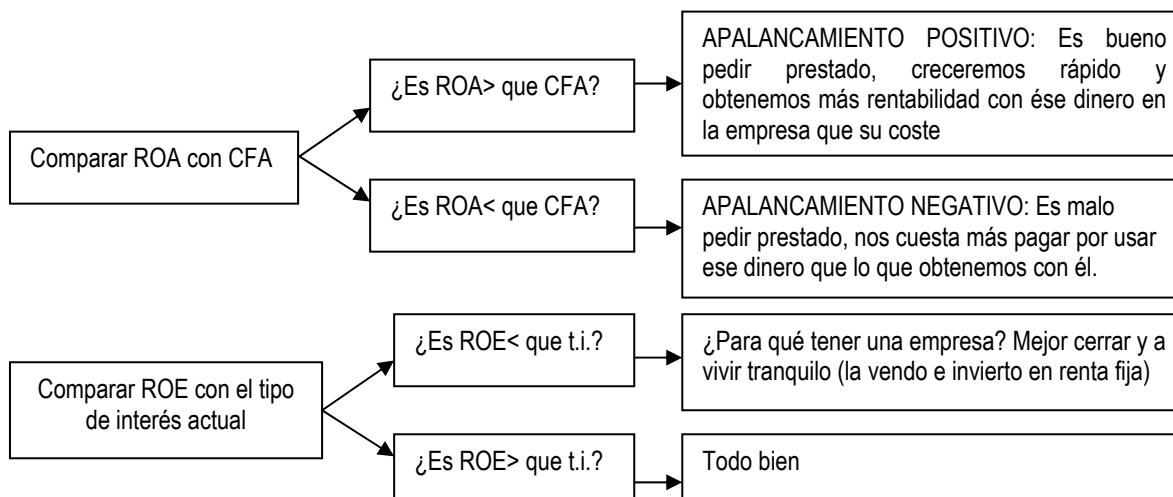 Comparar ROA con CFA
¿Es ROA> que CFA?
APALANCAMIENTO POSITIVO: Es bueno
pedir prestado, creceremos rápido y
obtenemos más rentabilidad con ése dinero en
la empresa que su coste
¿Es ROA< que CFA?
APALANCAMIENTO NEGATIVO: Es malo
pedir prestado, nos cuesta más pagar por usar
ese dinero que lo que obtenemos con él.
Comparar ROE con el tipo
de interés actual
¿Es ROE< que t.i.?
¿Para qué tener una empresa? Mejor cerrar y a
vivir tranquilo (la vendo e invierto en renta fija)
¿Es ROE> que t.i.?
Todo bien